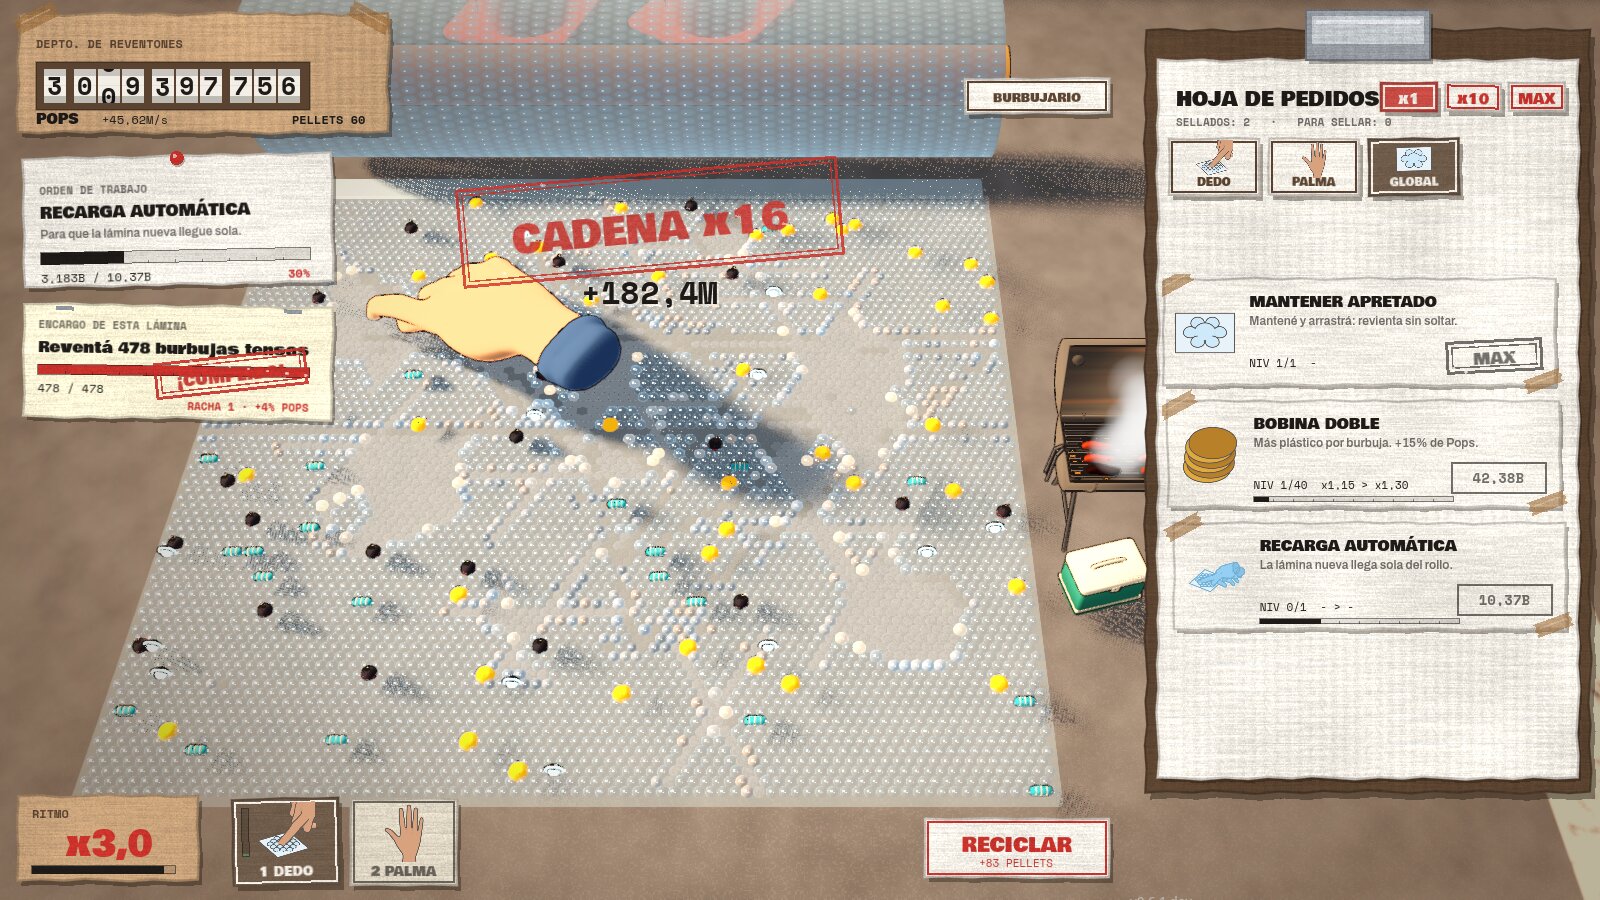 DEPTO. DE REVENTONES
3 0 9 397 756
POPS +45,62M/s PELLETS 60
ORDEN DE TRABAJO
RECARGA AUTOMÁTICA
Para que la lámina nueva llegue sola.
3,183B / 10,37B 30%
ENCARGO DE ESTA LÁMINA
Reventá 478 burbujas tensas
478 / 478
RACHA 1 · +4% POPS
CADENA x16
+182,4M
BURBUJARIO
HOJA DE PEDIDOS x1 x10 MAX
SELLADOS: 2 · PARA SELLAR: 0
DEDO PALMA GLOBAL
MANTENER APRETADO
Mantené y arrastrá: revienta sin soltar.
NIV 1/1 - MAX
BOBINA DOBLE
Más plástico por burbuja. +15% de Pops.
NIV 1/40 x1,15 > x1,30 42,38B
RECARGA AUTOMÁTICA
La lámina nueva llega sola del rollo.
NIV 0/1 - > - 10,37B
RITMO
x3,0
1 DEDO 2 PALMA
RECICLAR
+83 PELLETS